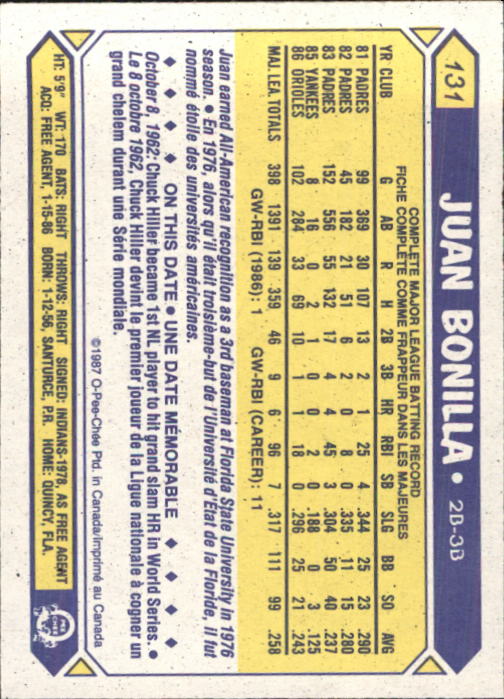 131
JUAN BONILLA • 2B-3B
COMPLETE MAJOR LEAGUE BATTING RECORD
FICHE COMPLÈTE COMME FRAPPEUR DANS LES MAJEURES
YR CLUB G AB R H 2B 3B HR RBI SB SLG BB SO AVG
81 PADRES 99 369 30 107 13 2 1 25 4 .344 25 23 .290
82 PADRES 45 182 21 51 6 2 0 8 0 .335 11 15 .280
83 PADRES 152 556 55 132 17 4 4 45 3 .304 50 40 .237
85 YANKEES 8 16 0 2 1 0 0 2 0 .188 0 3 .125
86 ORIOLES 102 284 33 69 10 1 1 18 0 .296 25 21 .243
MAJ.LEA.TOTALS 398 1391 139 359 46 9 6 96 7 .317 111 99 .258
GW-RBI (1986): 1 GW-RBI (CAREER): 11
Juan earned All-American recognition as a 3rd baseman at Florida State University in 1976
season. • En 1976, alors qu'il était troisième-but de l'Université d'État de la Floride, il fut
nommé étoile des universités américaines.
ON THIS DATE • UNE DATE MÉMORABLE
October 8, 1962: Chuck Hiller became 1st NL player to hit grand slam HR in World Series. •
Le 8 octobre 1962, Chuck Hiller devint le premier joueur de la Ligue nationale à cogner un
grand chelem durant une Série mondiale.
©1987 O-Pee-Chee Ptd. in Canada/Imprimé au Canada
HT: 5'9" WT: 170 BATS: RIGHT THROWS: RIGHT SIGNED: INDIANS-1978, AS FREE AGENT
ACQ: FREE AGENT, 1-15-86 BORN: 1-12-56, SANTURCE, P.R. HOME: QUINCY, FLA.
O PEE CHEE